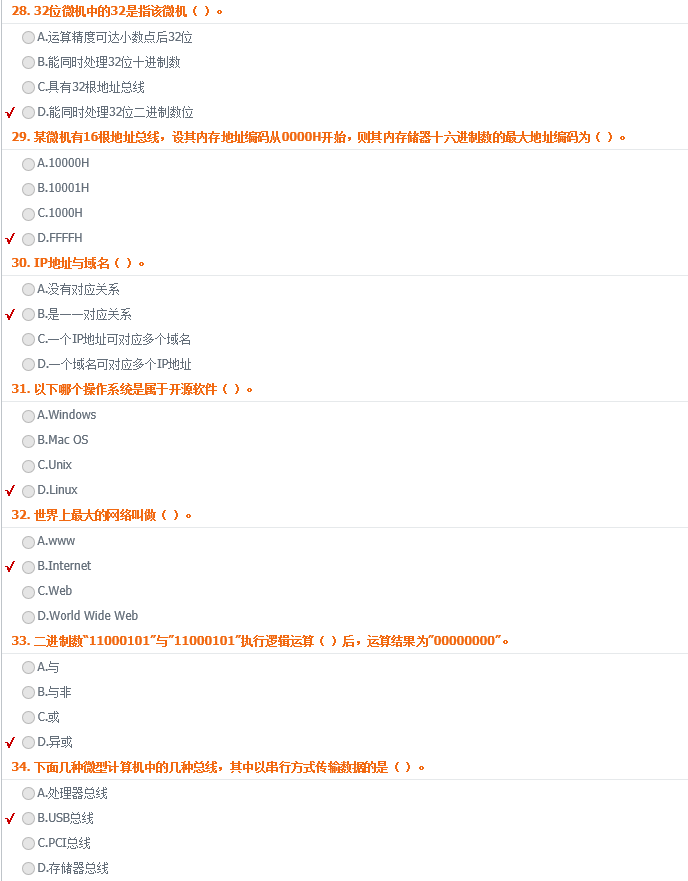 28. 32位微机中的32是指该微机（ ）。
A.运算精度可达小数点后32位
B.能同时处理32位十进制数
C.具有32根地址总线
√ D.能同时处理32位二进制数位
29. 某微机有16根地址总线，设其内存地址编码从0000H开始，则其内存储器十六进制数的最大地址编码为（ ）。
A.10000H
B.10001H
C.1000H
√ D.FFFFH
30. IP地址与域名（ ）。
A.没有对应关系
√ B.是一一对应关系
C.一个IP地址可对应多个域名
D.一个域名可对应多个IP地址
31. 以下哪个操作系统是属于开源软件（ ）。
A.Windows
B.Mac OS
C.Unix
√ D.Linux
32. 世界上最大的网络叫做（ ）。
A.www
√ B.Internet
C.Web
D.World Wide Web
33. 二进制数“11000101”与“11000101”执行逻辑运算（ ）后，运算结果为“00000000”。
A.与
B.与非
C.或
√ D.异或
34. 下面几种微型计算机中的几种总线，其中以串行方式传输数据的是（ ）。
A.处理器总线
√ B.USB总线
C.PCI总线
D.存储器总线